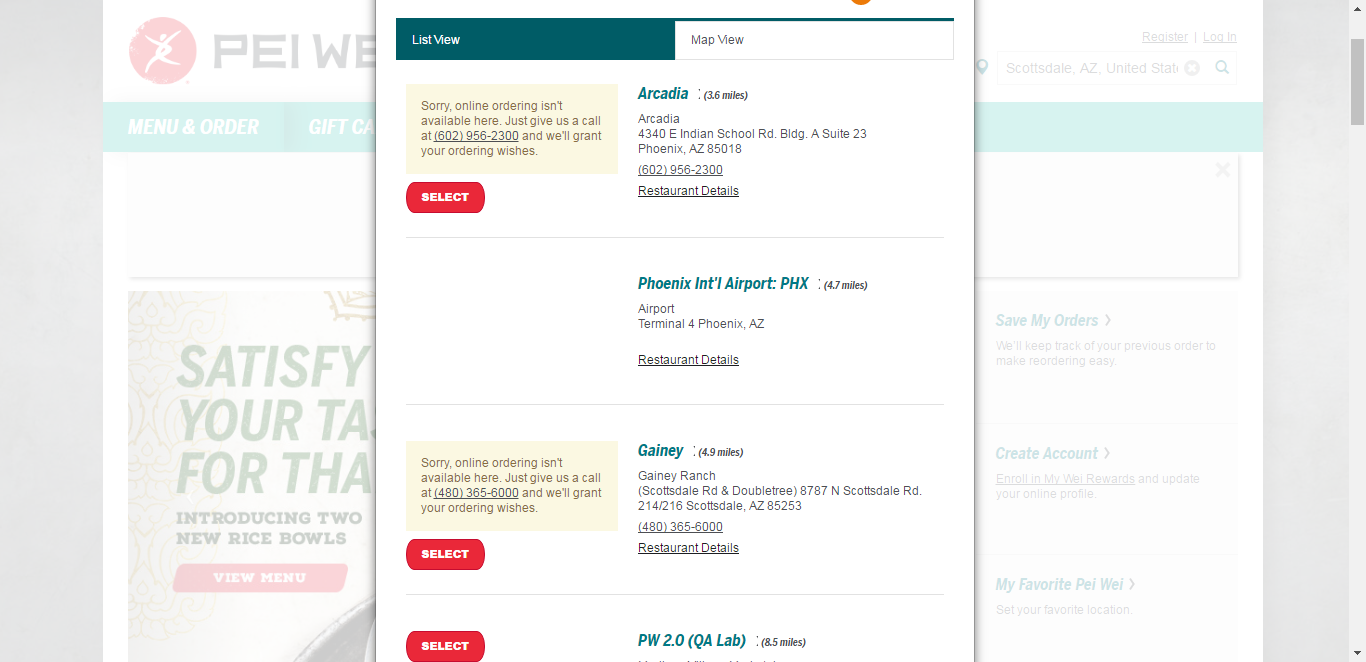 PEI WE
Register | Log In
Scottsdale, AZ, United Stat
MENU & ORDER
GIFT CA
List View
Map View
Sorry, online ordering isn't
available here. Just give us a call
at (602) 956-2300 and we'll grant
your ordering wishes.
SELECT
Arcadia : (3.6 miles)
Arcadia
4340 E Indian School Rd. Bldg. A Suite 23
Phoenix, AZ 85018
(602) 956-2300
Restaurant Details
Phoenix Int'l Airport: PHX : (4.7 miles)
Airport
Terminal 4 Phoenix, AZ
Restaurant Details
Sorry, online ordering isn't
available here. Just give us a call
at (480) 365-6000 and we'll grant
your ordering wishes.
SELECT
Gainey : (4.9 miles)
Gainey Ranch
(Scottsdale Rd & Doubletree) 8787 N Scottsdale Rd.
214/216 Scottsdale, AZ 85253
(480) 365-6000
Restaurant Details
SELECT
PW 2.0 (QA Lab) : (8.5 miles)
SATISFY
YOUR TAS
FOR THA
INTRODUCING TWO
NEW RICE BOWLS
VIEW MENU
Save My Orders
We'll keep track of your previous order to
make reordering easy.
Create Account
Enroll in My Wei Rewards and update
your online profile.
My Favorite Pei Wei
Set your favorite location.